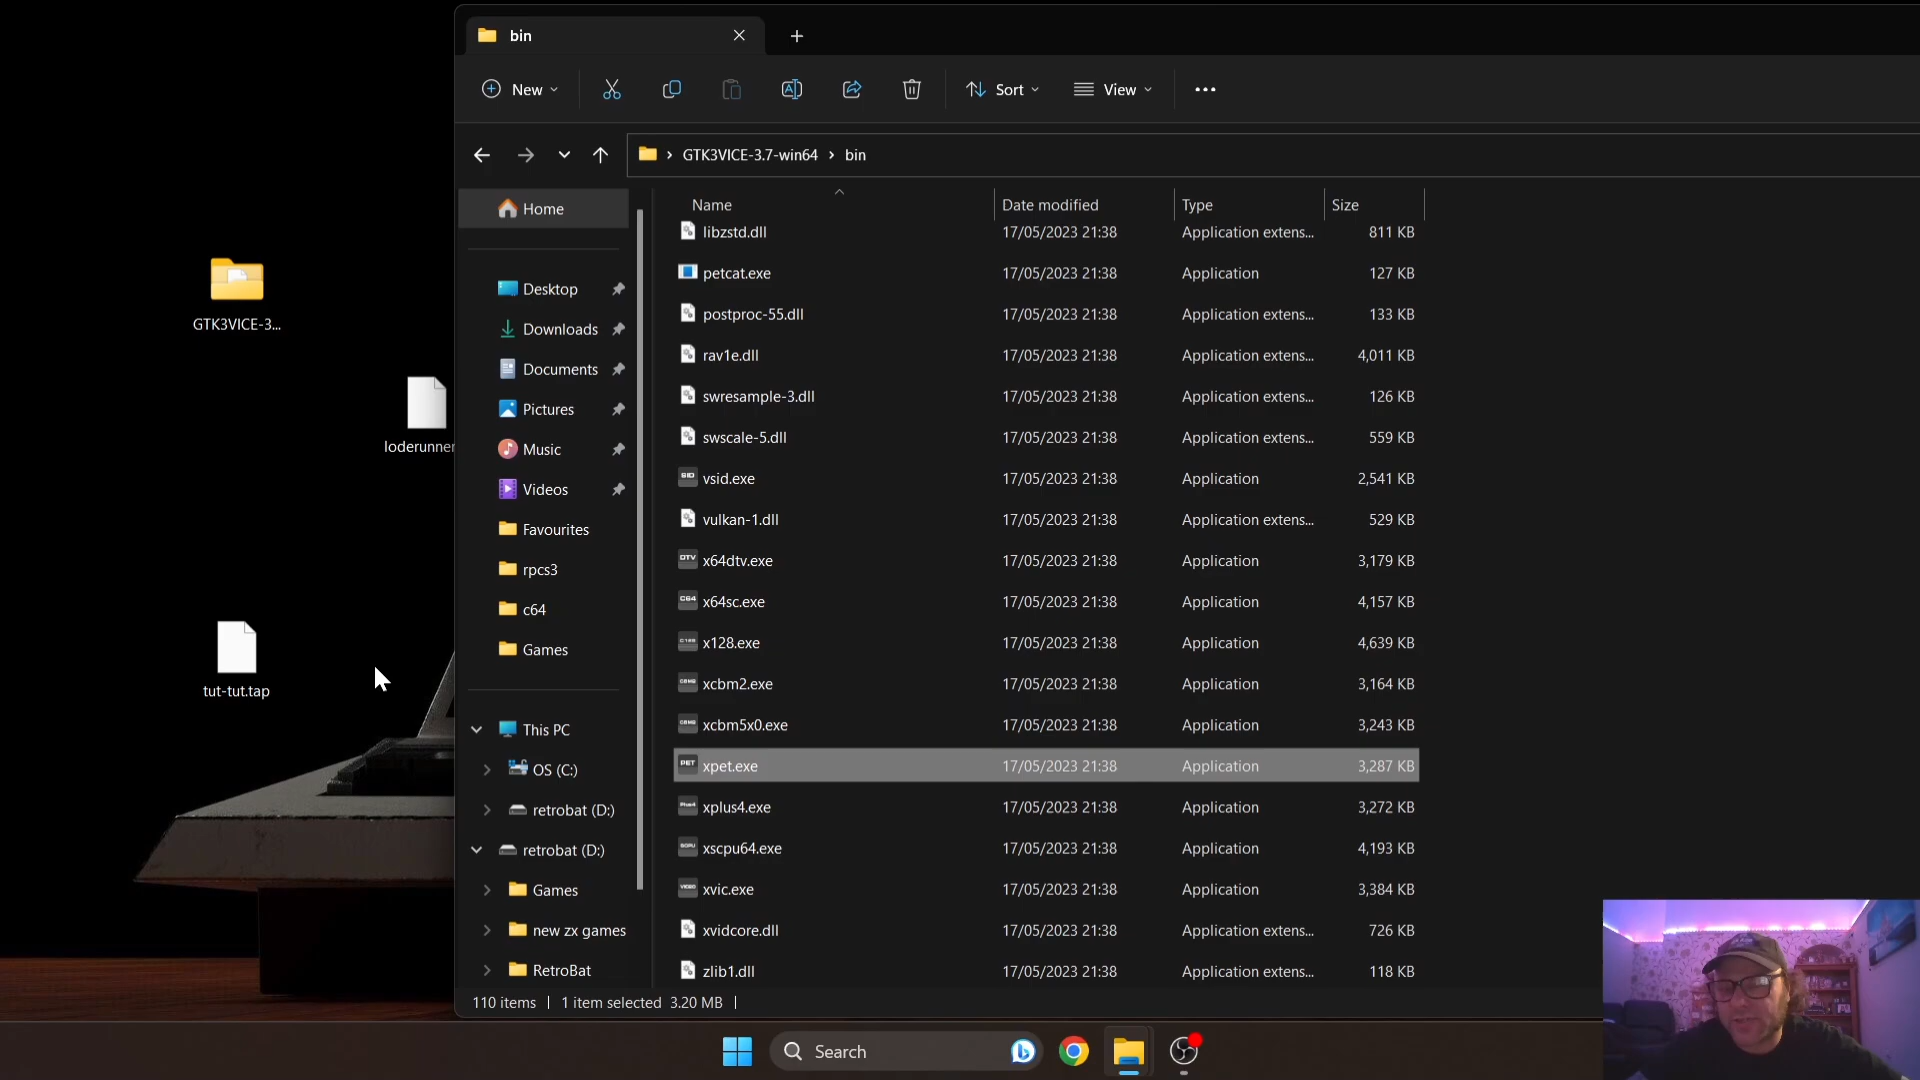 bin
New
Sort
View
GTK3VICE-3.7-win64 › bin
Home
Desktop
Downloads
Documents
Pictures
Music
Videos
Favourites
rpcs3
c64
Games
This PC
OS (C:)
retrobat (D:)
retrobat (D:)
Games
new zx games
RetroBat
GTK3VICE-3...
loderunner
tut-tut.tap
Name Date modified Type Size
libzstd.dll 17/05/2023 21:38 Application extens... 811 KB
petcat.exe 17/05/2023 21:38 Application 127 KB
postproc-55.dll 17/05/2023 21:38 Application extens... 133 KB
rav1e.dll 17/05/2023 21:38 Application extens... 4,011 KB
swresample-3.dll 17/05/2023 21:38 Application extens... 126 KB
swscale-5.dll 17/05/2023 21:38 Application extens... 559 KB
vsid.exe 17/05/2023 21:38 Application 2,541 KB
vulkan-1.dll 17/05/2023 21:38 Application extens... 529 KB
x64dtv.exe 17/05/2023 21:38 Application 3,179 KB
x64sc.exe 17/05/2023 21:38 Application 4,157 KB
x128.exe 17/05/2023 21:38 Application 4,639 KB
xcbm2.exe 17/05/2023 21:38 Application 3,164 KB
xcbm5x0.exe 17/05/2023 21:38 Application 3,243 KB
xpet.exe 17/05/2023 21:38 Application 3,287 KB
xplus4.exe 17/05/2023 21:38 Application 3,272 KB
xscpu64.exe 17/05/2023 21:38 Application 4,193 KB
xvic.exe 17/05/2023 21:38 Application 3,384 KB
xvidcore.dll 17/05/2023 21:38 Application extens... 726 KB
zlib1.dll 17/05/2023 21:38 Application extens... 118 KB
110 items | 1 item selected 3.20 MB |
Search